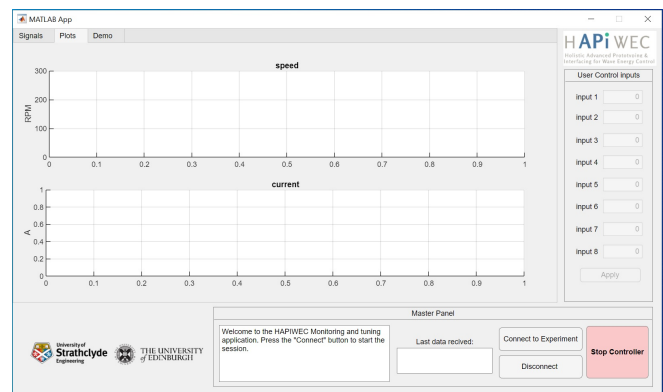 MATLAB App
Signals Plots Demo
HAPiWEC
Holistic Advanced Prototyping &
Interfacing for Wave Energy Control
speed
300
200
100
0
RPM
0 0.1 0.2 0.3 0.4 0.5 0.6 0.7 0.8 0.9 1
current
1
0.8
0.6
0.4
0.2
0
A
0 0.1 0.2 0.3 0.4 0.5 0.6 0.7 0.8 0.9 1
User Control inputs
input 1 0
input 2 0
input 3 0
input 4 0
input 5 0
input 6 0
input 7 0
input 8 0
Apply
University of
Strathclyde
Engineering
THE UNIVERSITY
of EDINBURGH
Master Panel
Welcome to the HAPIWEC Monitoring and tuning
application. Press the "Connect" button to start the
session.
Last data recived:
Connect to Experiment
Disconnect
Stop Controller